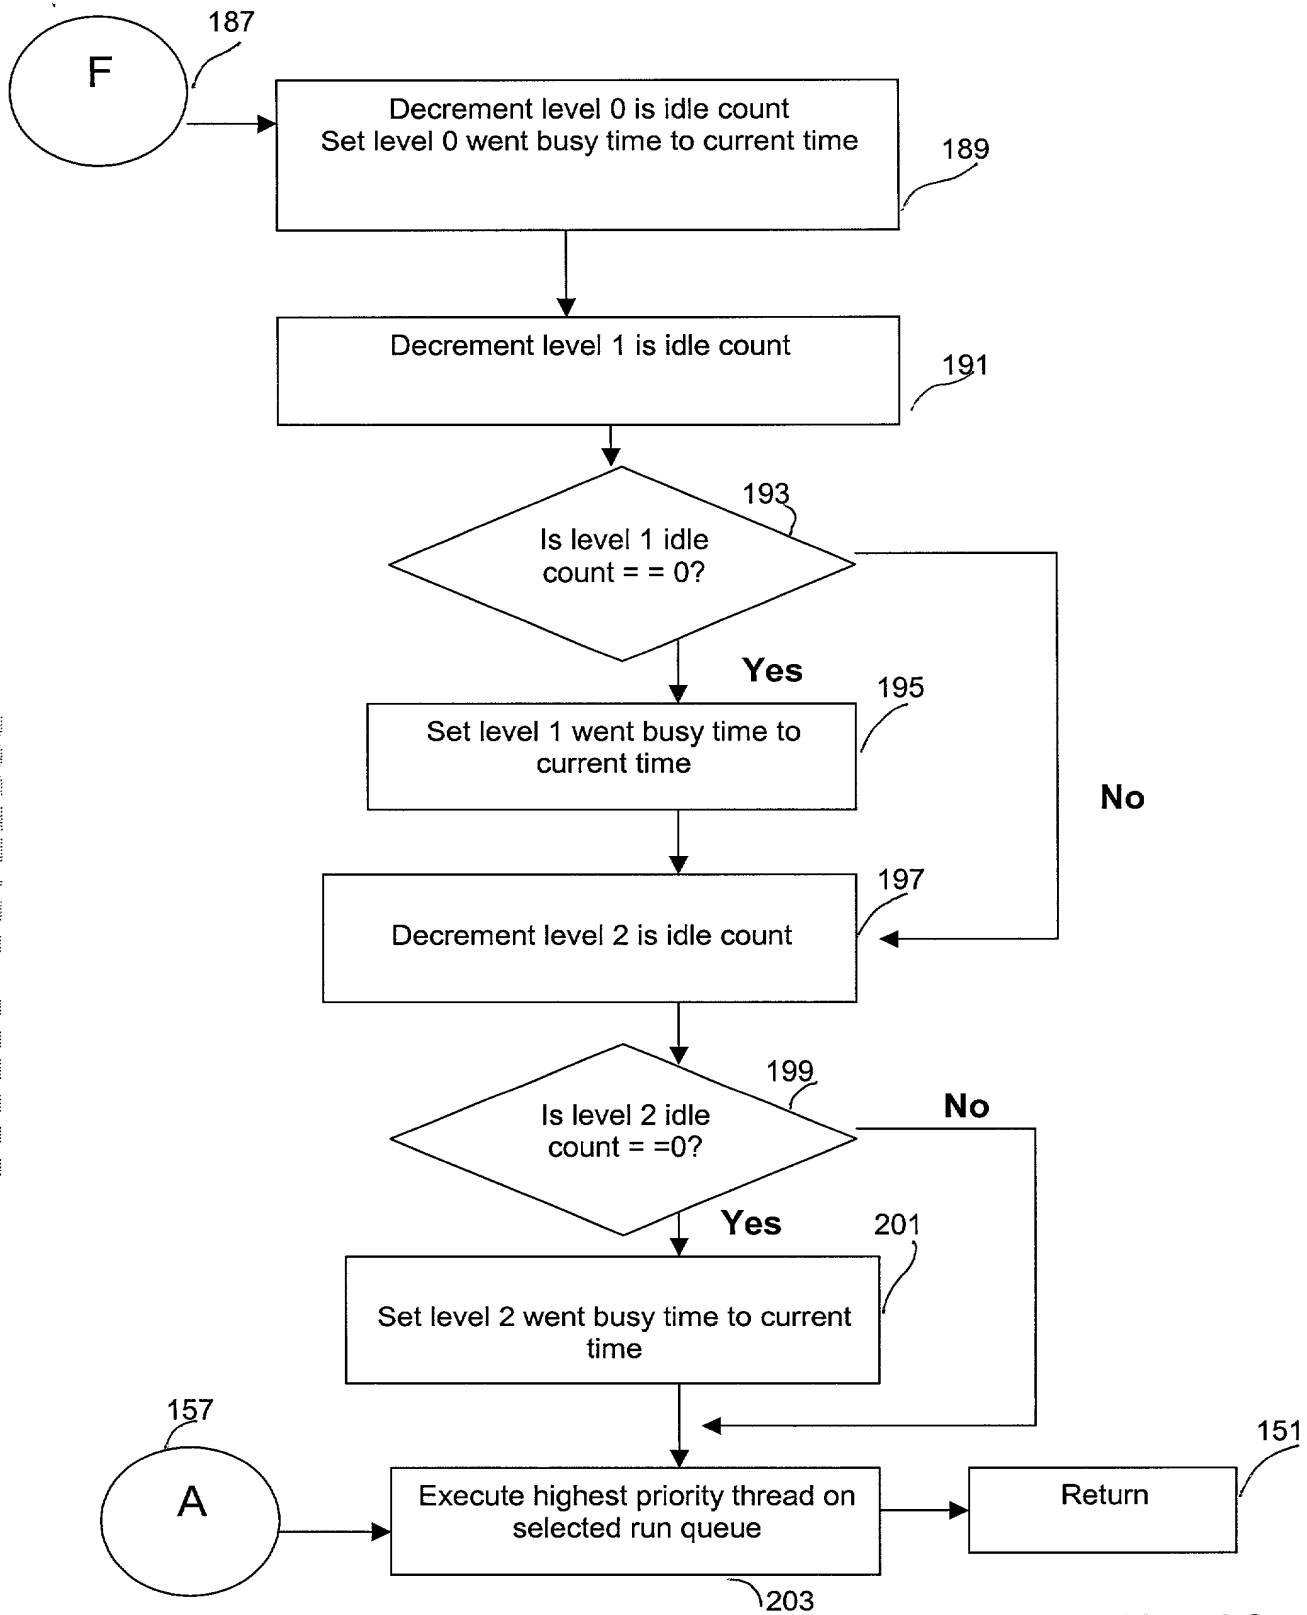 187
F
Decrement level 0 is idle count
Set level 0 went busy time to current time
189
Decrement level 1 is idle count
191
193
Is level 1 idle
count = = 0?
Yes
195
Set level 1 went busy time to
current time
No
197
Decrement level 2 is idle count
199
No
Is level 2 idle
count = =0?
Yes
201
Set level 2 went busy time to current
time
157
151
A
Execute highest priority thread on
selected run queue
Return
203